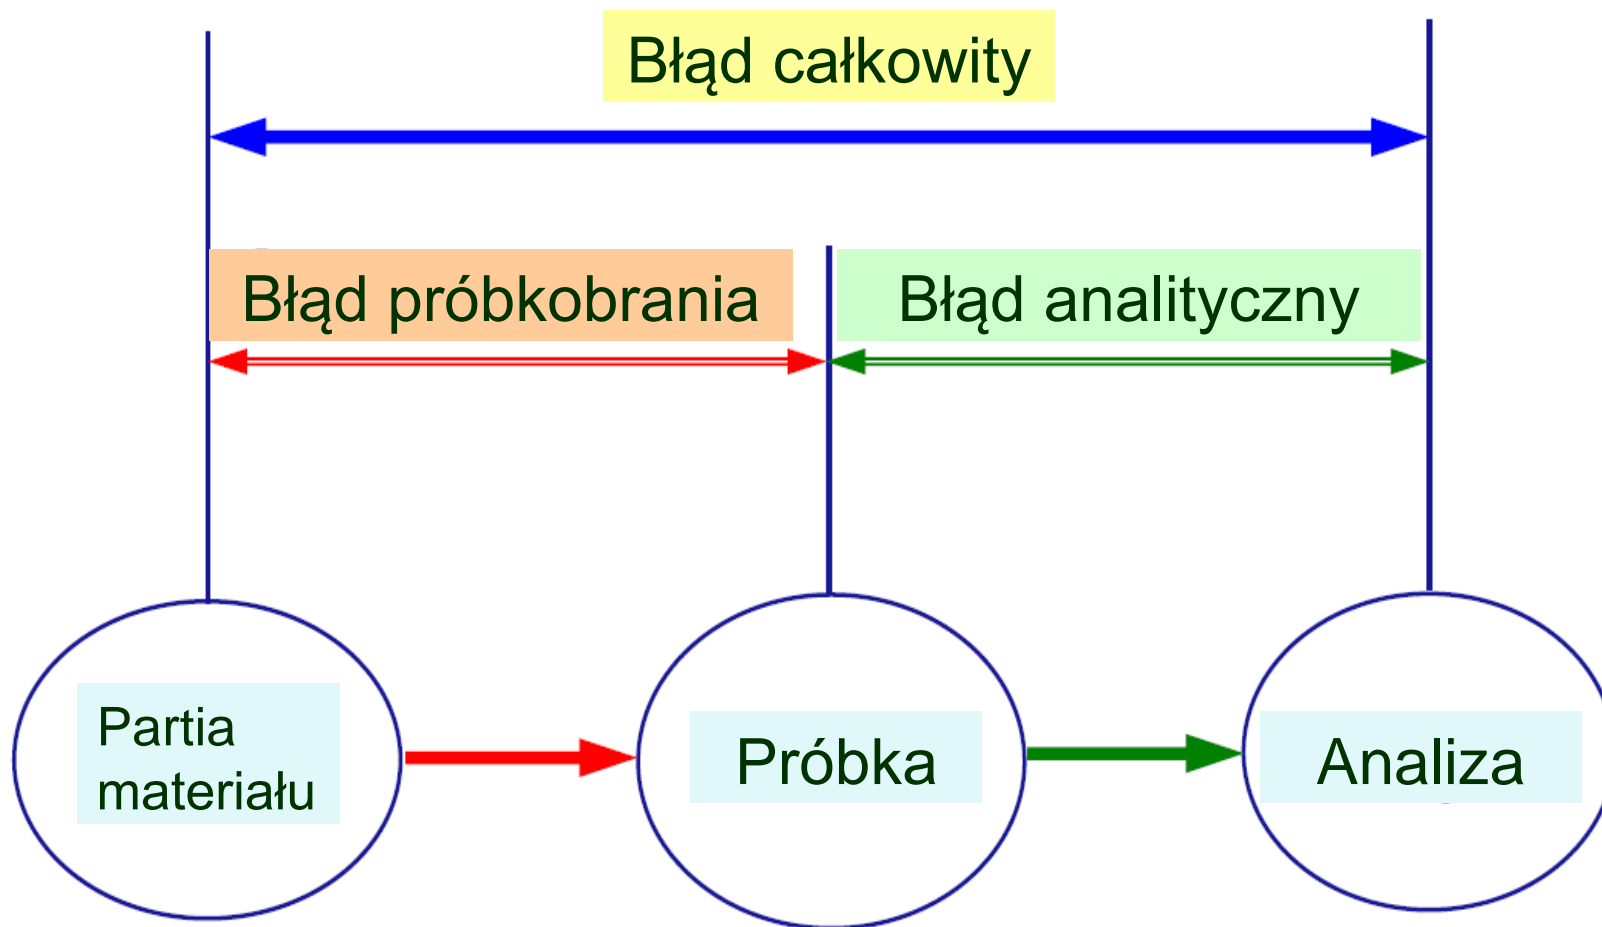 Błąd całkowity
Błąd próbkobrania
Błąd analityczny
Partia
materiału
Próbka
Analiza